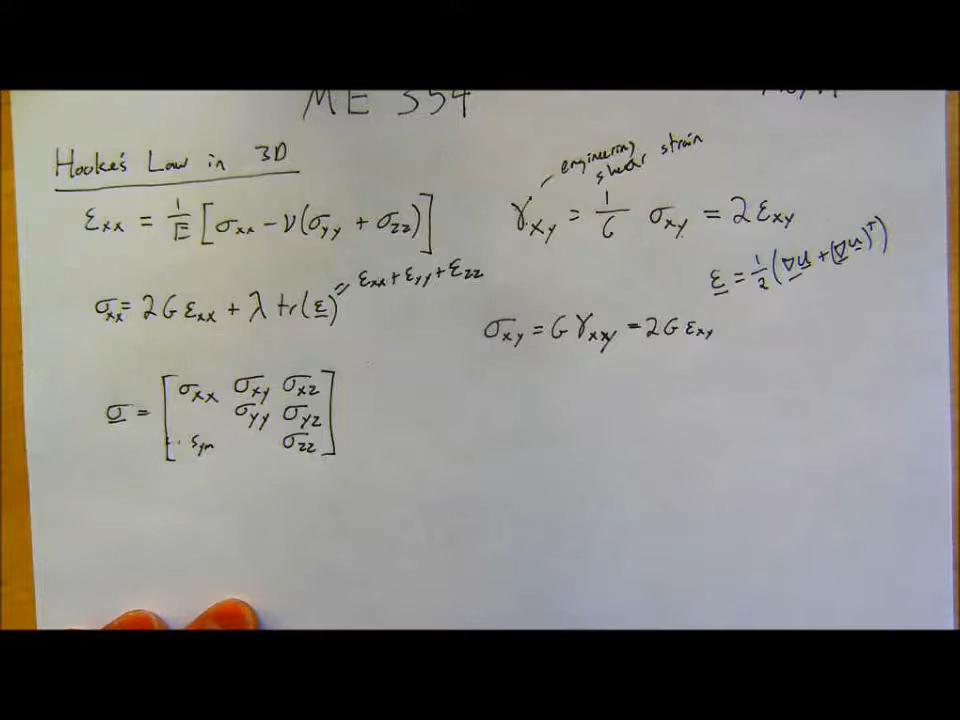 ME 354
Hooke's Law in 3D
εxx = 1/E [σxx - ν(σyy + σzz)]
σxx = 2G εxx + λ tr(ε)
εxx + εyy + εzz
σ = [σxx σxy σxz
σyy σyz
sym σzz]
engineering
shear strain
γxy = 1/G σxy = 2εxy
ε = 1/2 (∇u + (∇u)ᵀ)
σxy = G γxy = 2G εxy